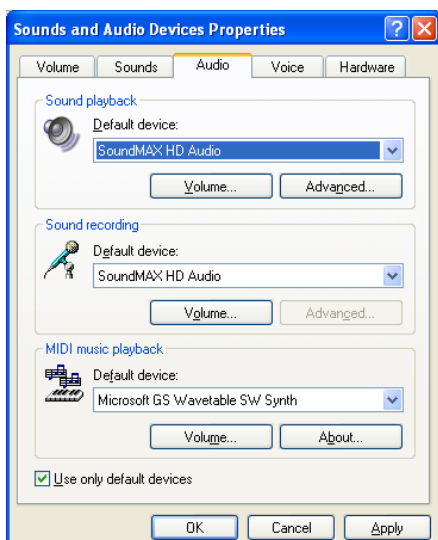 Sounds and Audio Devices Properties
Volume Sounds Audio Voice Hardware
Sound playback
Default device:
SoundMAX HD Audio
Volume... Advanced...
Sound recording
Default device:
SoundMAX HD Audio
Volume... Advanced...
MIDI music playback
Default device:
Microsoft GS Wavetable SW Synth
Volume... About...
Use only default devices
OK Cancel Apply